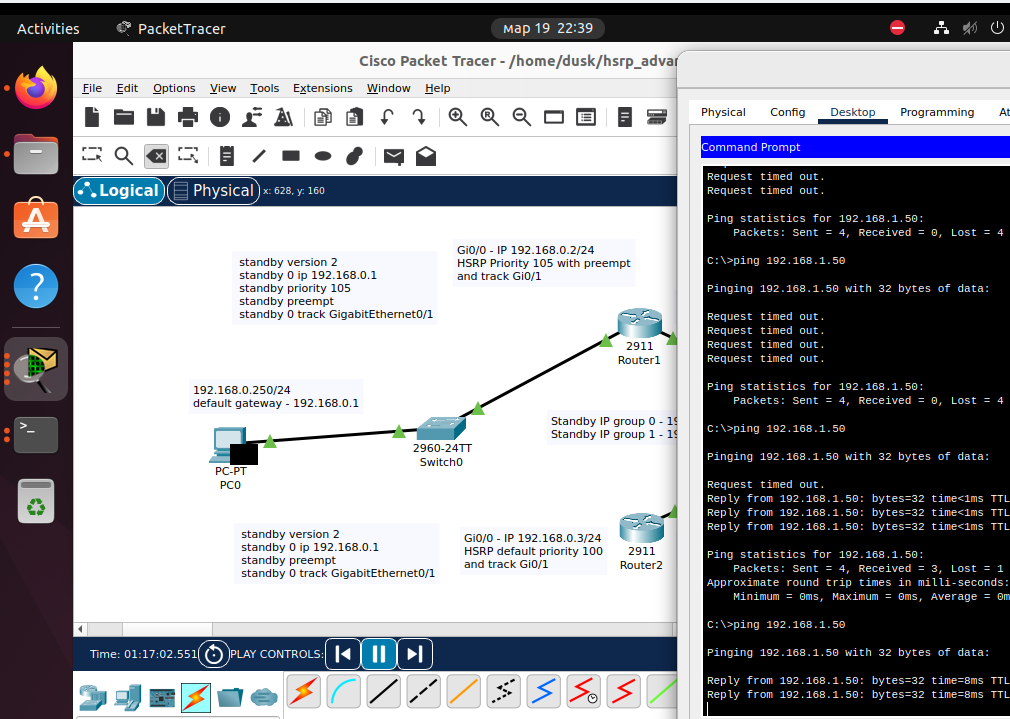 Activities
PacketTracer
мар 19 22:39
Cisco Packet Tracer - /home/dusk/hsrp_advan
File Edit Options View Tools Extensions Window Help
Logical
Physical
x: 628, y: 160
standby version 2
standby 0 ip 192.168.0.1
standby priority 105
standby preempt
standby 0 track GigabitEthernet0/1
Gi0/0 - IP 192.168.0.2/24
HSRP Priority 105 with preempt
and track Gi0/1
2911
Router1
192.168.0.250/24
default gateway - 192.168.0.1
2960-24TT
Switch0
PC-PT
PC0
Standby IP group 0 - 19
Standby IP group 1 - 19
standby version 2
standby 0 ip 192.168.0.1
standby preempt
standby 0 track GigabitEthernet0/1
Gi0/0 - IP 192.168.0.3/24
HSRP default priority 100
and track Gi0/1
2911
Router2
Time: 01:17:02.551
PLAY CONTROLS:
Physical Config Desktop Programming At
Command Prompt
Request timed out.
Request timed out.
Ping statistics for 192.168.1.50:
Packets: Sent = 4, Received = 0, Lost = 4
C:\>ping 192.168.1.50
Pinging 192.168.1.50 with 32 bytes of data:
Request timed out.
Request timed out.
Request timed out.
Request timed out.
Ping statistics for 192.168.1.50:
Packets: Sent = 4, Received = 0, Lost = 4
C:\>ping 192.168.1.50
Pinging 192.168.1.50 with 32 bytes of data:
Request timed out.
Reply from 192.168.1.50: bytes=32 time<1ms TTL
Reply from 192.168.1.50: bytes=32 time<1ms TTL
Reply from 192.168.1.50: bytes=32 time<1ms TTL
Ping statistics for 192.168.1.50:
Packets: Sent = 4, Received = 3, Lost = 1
Approximate round trip times in milli-seconds:
Minimum = 0ms, Maximum = 0ms, Average = 0m
C:\>ping 192.168.1.50
Pinging 192.168.1.50 with 32 bytes of data:
Reply from 192.168.1.50: bytes=32 time=8ms TTL
Reply from 192.168.1.50: bytes=32 time=8ms TTL